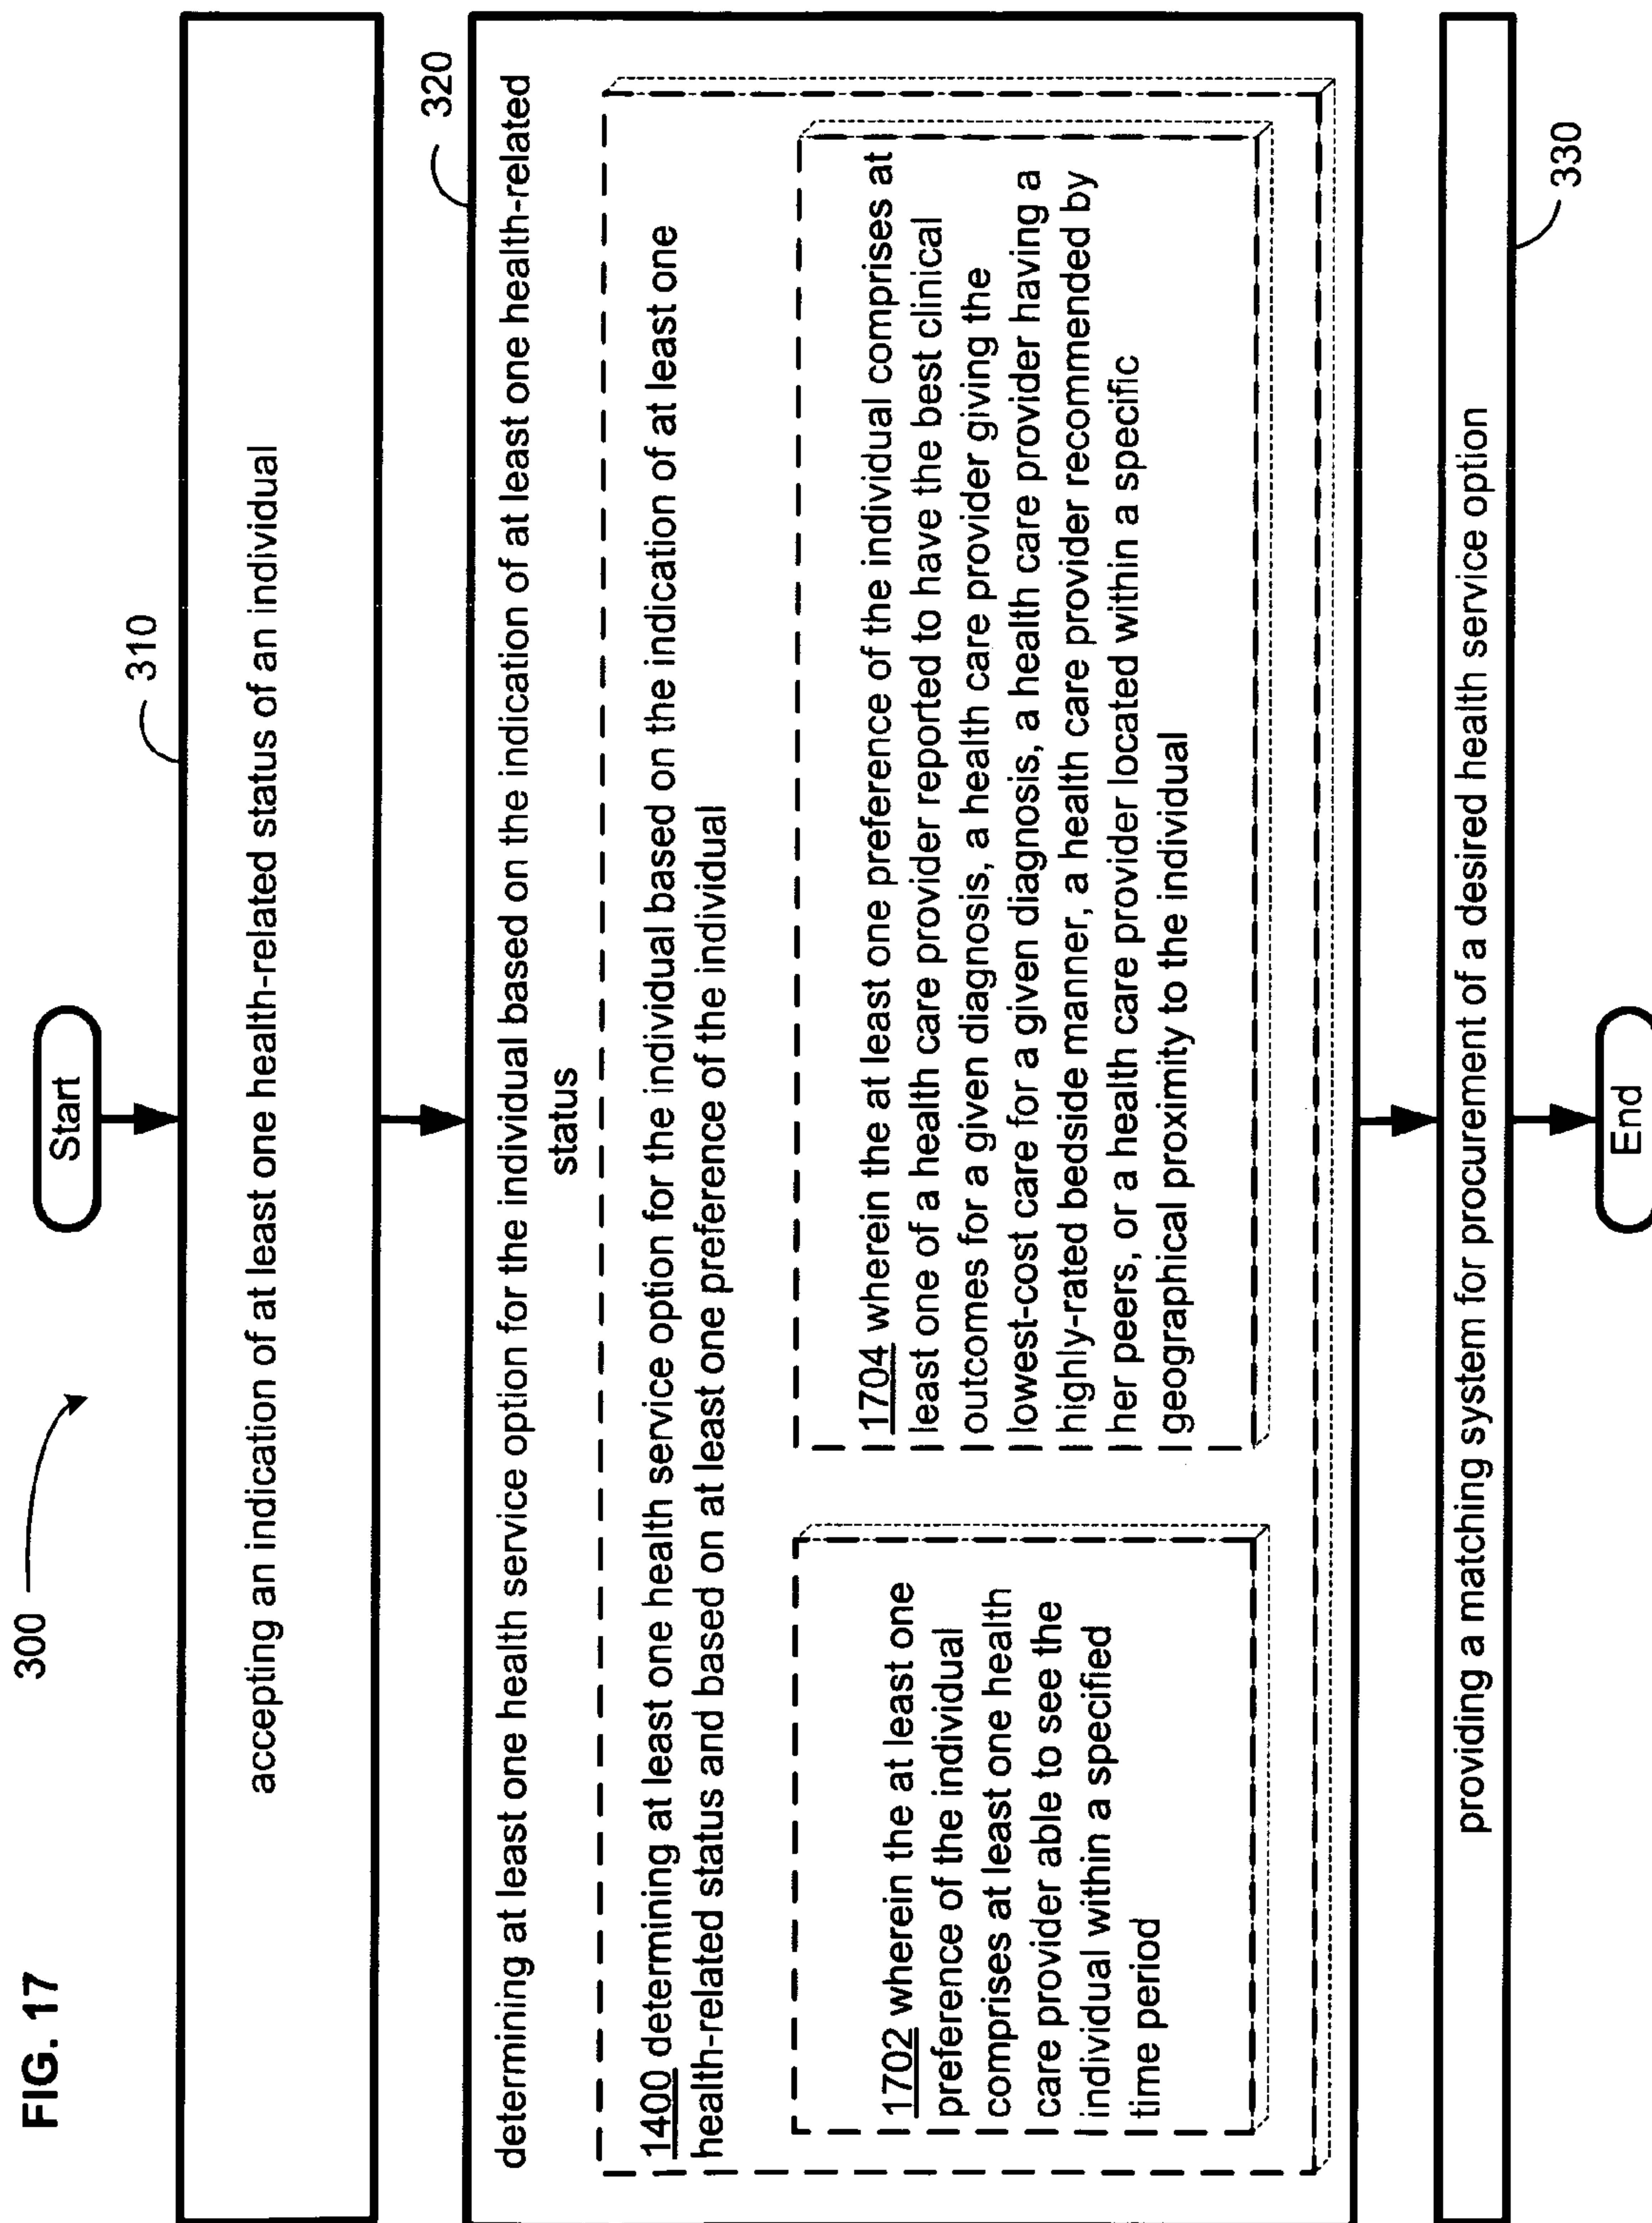 FIG. 17
300
Start
310
accepting an indication of at least one health-related status of an individual
320
determining at least one health service option for the individual based on the indication of at least one health-related
status
1400 determining at least one health service option for the individual based on the indication of at least one
health-related status and based on at least one preference of the individual
1702 wherein the at least one
preference of the individual
comprises at least one health
care provider able to see the
individual within a specified
time period
1704 wherein the at least one preference of the individual comprises at
least one of a health care provider reported to have the best clinical
outcomes for a given diagnosis, a health care provider giving the
lowest-cost care for a given diagnosis, a health care provider having a
highly-rated bedside manner, a health care provider recommended by
her peers, or a health care provider located within a specific
geographical proximity to the individual
providing a matching system for procurement of a desired health service option
330
End